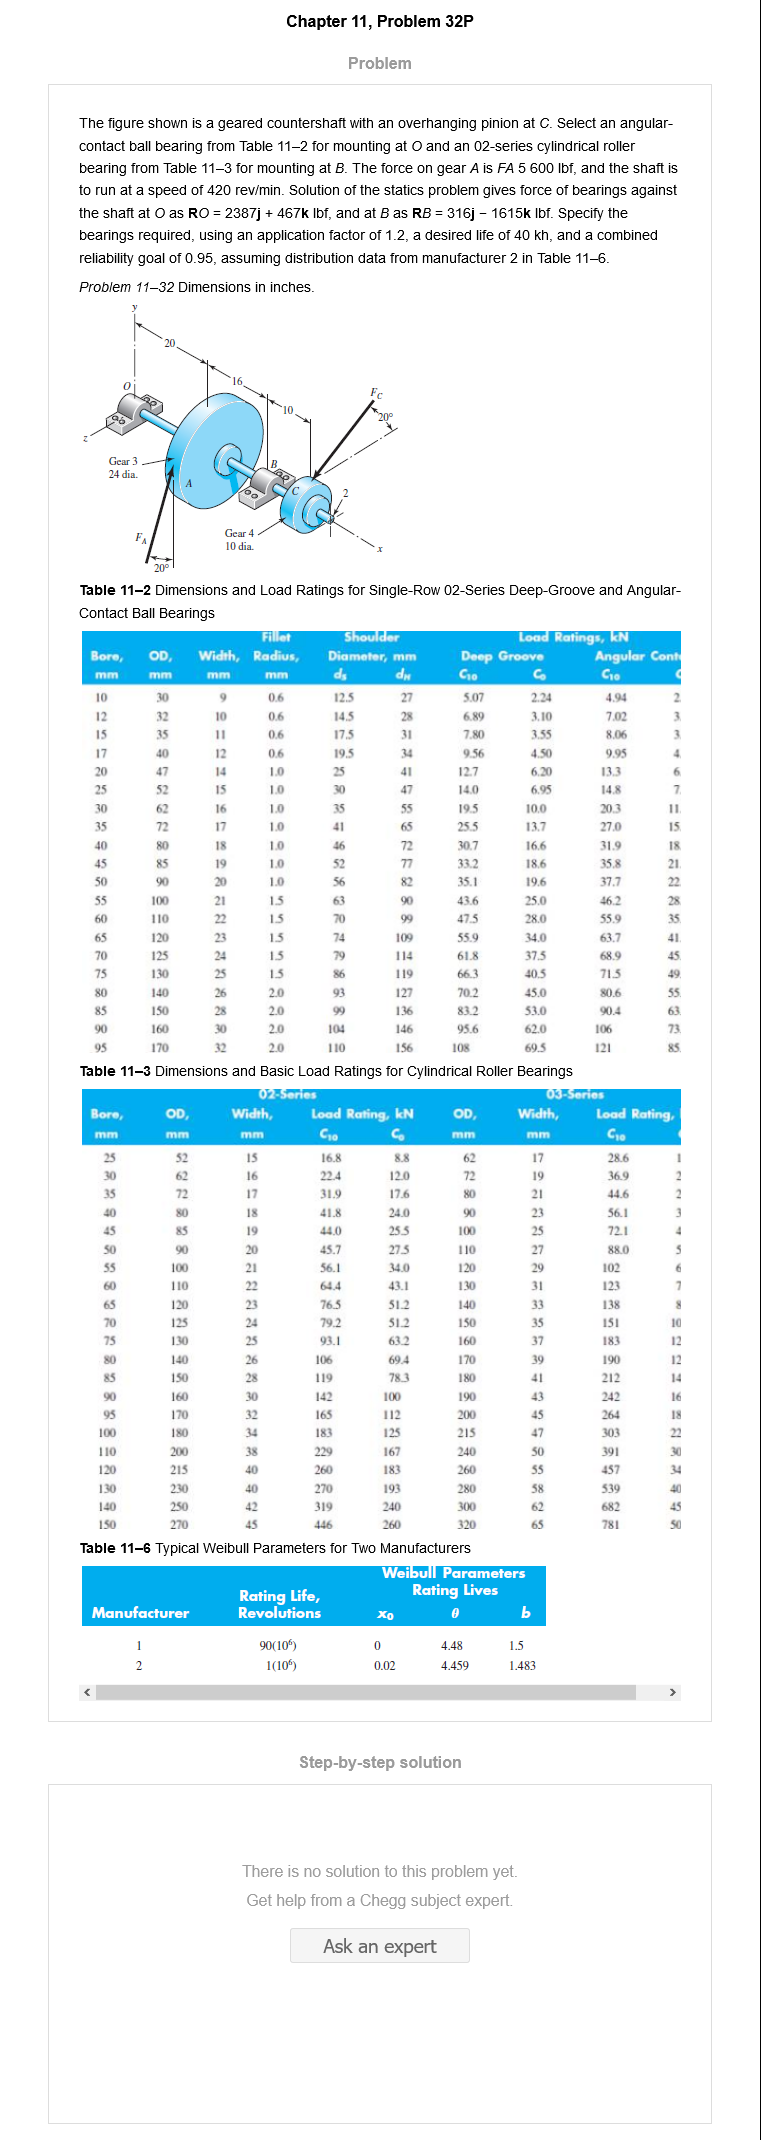 Chapter 11, Problem 32P
Problem
The figure shown is a geared countershaft with an overhanging pinion at C. Select an angular-
contact ball bearing from Table 11–2 for mounting at O and an 02-series cylindrical roller
bearing from Table 11–3 for mounting at B. The force on gear A is FA 5 600 lbf, and the shaft is
to run at a speed of 420 rev/min. Solution of the statics problem gives force of bearings against
the shaft at O as RO = 2387j + 467k lbf, and at B as RB = 316j − 1615k lbf. Specify the
bearings required, using an application factor of 1.2, a desired life of 40 kh, and a combined
reliability goal of 0.95, assuming distribution data from manufacturer 2 in Table 11–6.
Problem 11–32 Dimensions in inches.
y
20
16
O
10
F_C
20°
z
Gear 3
24 dia.
A
B
C
2
F_A
Gear 4
10 dia.
x
20°
Table 11–2 Dimensions and Load Ratings for Single-Row 02-Series Deep-Groove and Angular-
Contact Ball Bearings
Fillet Shoulder Load Ratings, kN
Bore, OD, Width, Radius, Diameter, mm Deep Groove Angular Cont
mm mm mm mm dS dH C10 C0 C10
10 30 9 0.6 12.5 27 5.07 2.24 4.94 2.
12 32 10 0.6 14.5 28 6.89 3.10 7.02 3.
15 35 11 0.6 17.5 31 7.80 3.55 8.06 3.
17 40 12 0.6 19.5 34 9.56 4.50 9.95 4.
20 47 14 1.0 25 41 12.7 6.20 13.3 6.
25 52 15 1.0 30 47 14.0 6.95 14.8 7.
30 62 16 1.0 35 55 19.5 10.0 20.3 11.
35 72 17 1.0 41 65 25.5 13.7 27.0 15.
40 80 18 1.0 46 72 30.7 16.6 31.9 18.
45 85 19 1.0 52 77 33.2 18.6 35.8 21.
50 90 20 1.0 56 82 35.1 19.6 37.7 22.
55 100 21 1.5 63 90 43.6 25.0 46.2 28.
60 110 22 1.5 70 99 47.5 28.0 55.9 35.
65 120 23 1.5 74 109 55.9 34.0 63.7 41.
70 125 24 1.5 79 114 61.8 37.5 68.9 45.
75 130 25 1.5 86 119 66.3 40.5 71.5 49.
80 140 26 2.0 93 127 70.2 45.0 80.6 55.
85 150 28 2.0 99 136 83.2 53.0 90.4 63.
90 160 30 2.0 104 146 95.6 62.0 106 73.
95 170 32 2.0 110 156 108 69.5 121 85.
Table 11–3 Dimensions and Basic Load Ratings for Cylindrical Roller Bearings
02-Series 03-Series
Bore, OD, Width, Load Rating, kN OD, Width, Load Rating,
mm mm mm C10 C0 mm mm C10
25 52 15 16.8 8.8 62 17 28.6 1
30 62 16 22.4 12.0 72 19 36.9 2
35 72 17 31.9 17.6 80 21 44.6 2
40 80 18 41.8 24.0 90 23 56.1 3
45 85 19 44.0 25.5 100 25 72.1 4
50 90 20 45.7 27.5 110 27 88.0 5
55 100 21 56.1 34.0 120 29 102 6
60 110 22 64.4 43.1 130 31 123 7
65 120 23 76.5 51.2 140 33 138 8
70 125 24 79.2 51.2 150 35 151 10
75 130 25 93.1 63.2 160 37 183 12
80 140 26 106 69.4 170 39 190 12
85 150 28 119 78.3 180 41 212 14
90 160 30 142 100 190 43 242 16
95 170 32 165 112 200 45 264 18
100 180 34 183 125 215 47 303 22
110 200 38 229 167 240 50 391 30
120 215 40 260 183 260 55 457 34
130 230 40 270 193 280 58 539 40
140 250 42 319 240 300 62 682 45
150 270 45 446 260 320 65 781 50
Table 11–6 Typical Weibull Parameters for Two Manufacturers
Weibull Parameters
Rating Life, Rating Lives
Manufacturer Revolutions x0 θ b
1 90(10⁶) 0 4.48 1.5
2 1(10⁶) 0.02 4.459 1.483
Step-by-step solution
There is no solution to this problem yet.
Get help from a Chegg subject expert.
Ask an expert